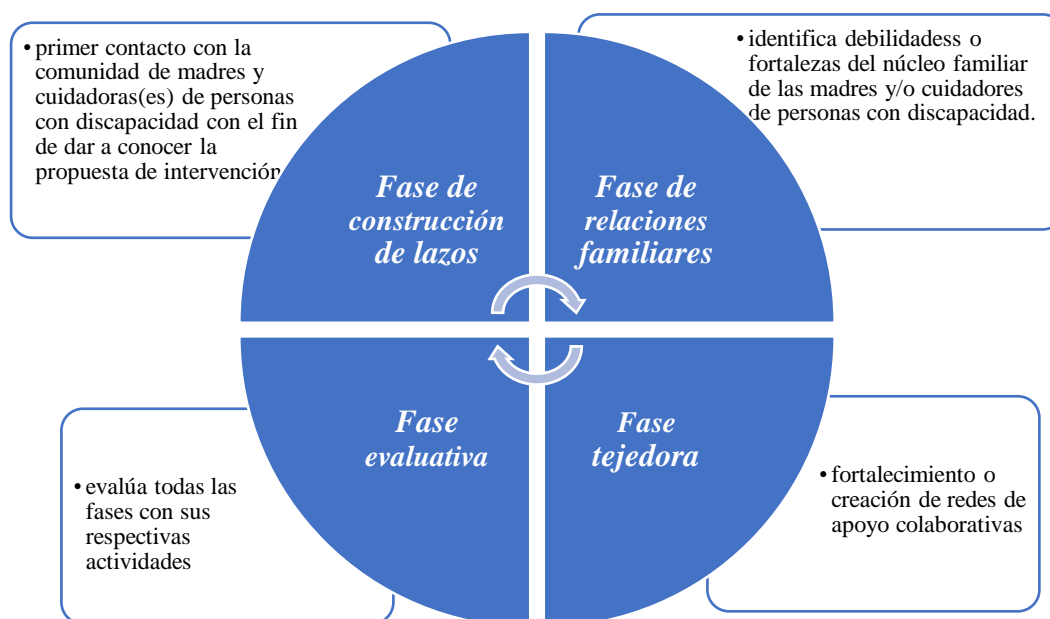 • primer contacto con la
comunidad de madres y
cuidadoras(es) de personas
con discapacidad con el fin
de dar a conocer la
propuesta de intervención
• identifica debilidadess o
fortalezas del núcleo familiar
de las madres y/o cuidadores
de personas con discapacidad.
Fase de
construcción
de lazos
Fase de
relaciones
familiares
Fase
evaluativa
Fase
tejedora
• evalúa todas las
fases con sus
respectivas
actividades
• fortalecimiento o
creación de redes de
apoyo colaborativas